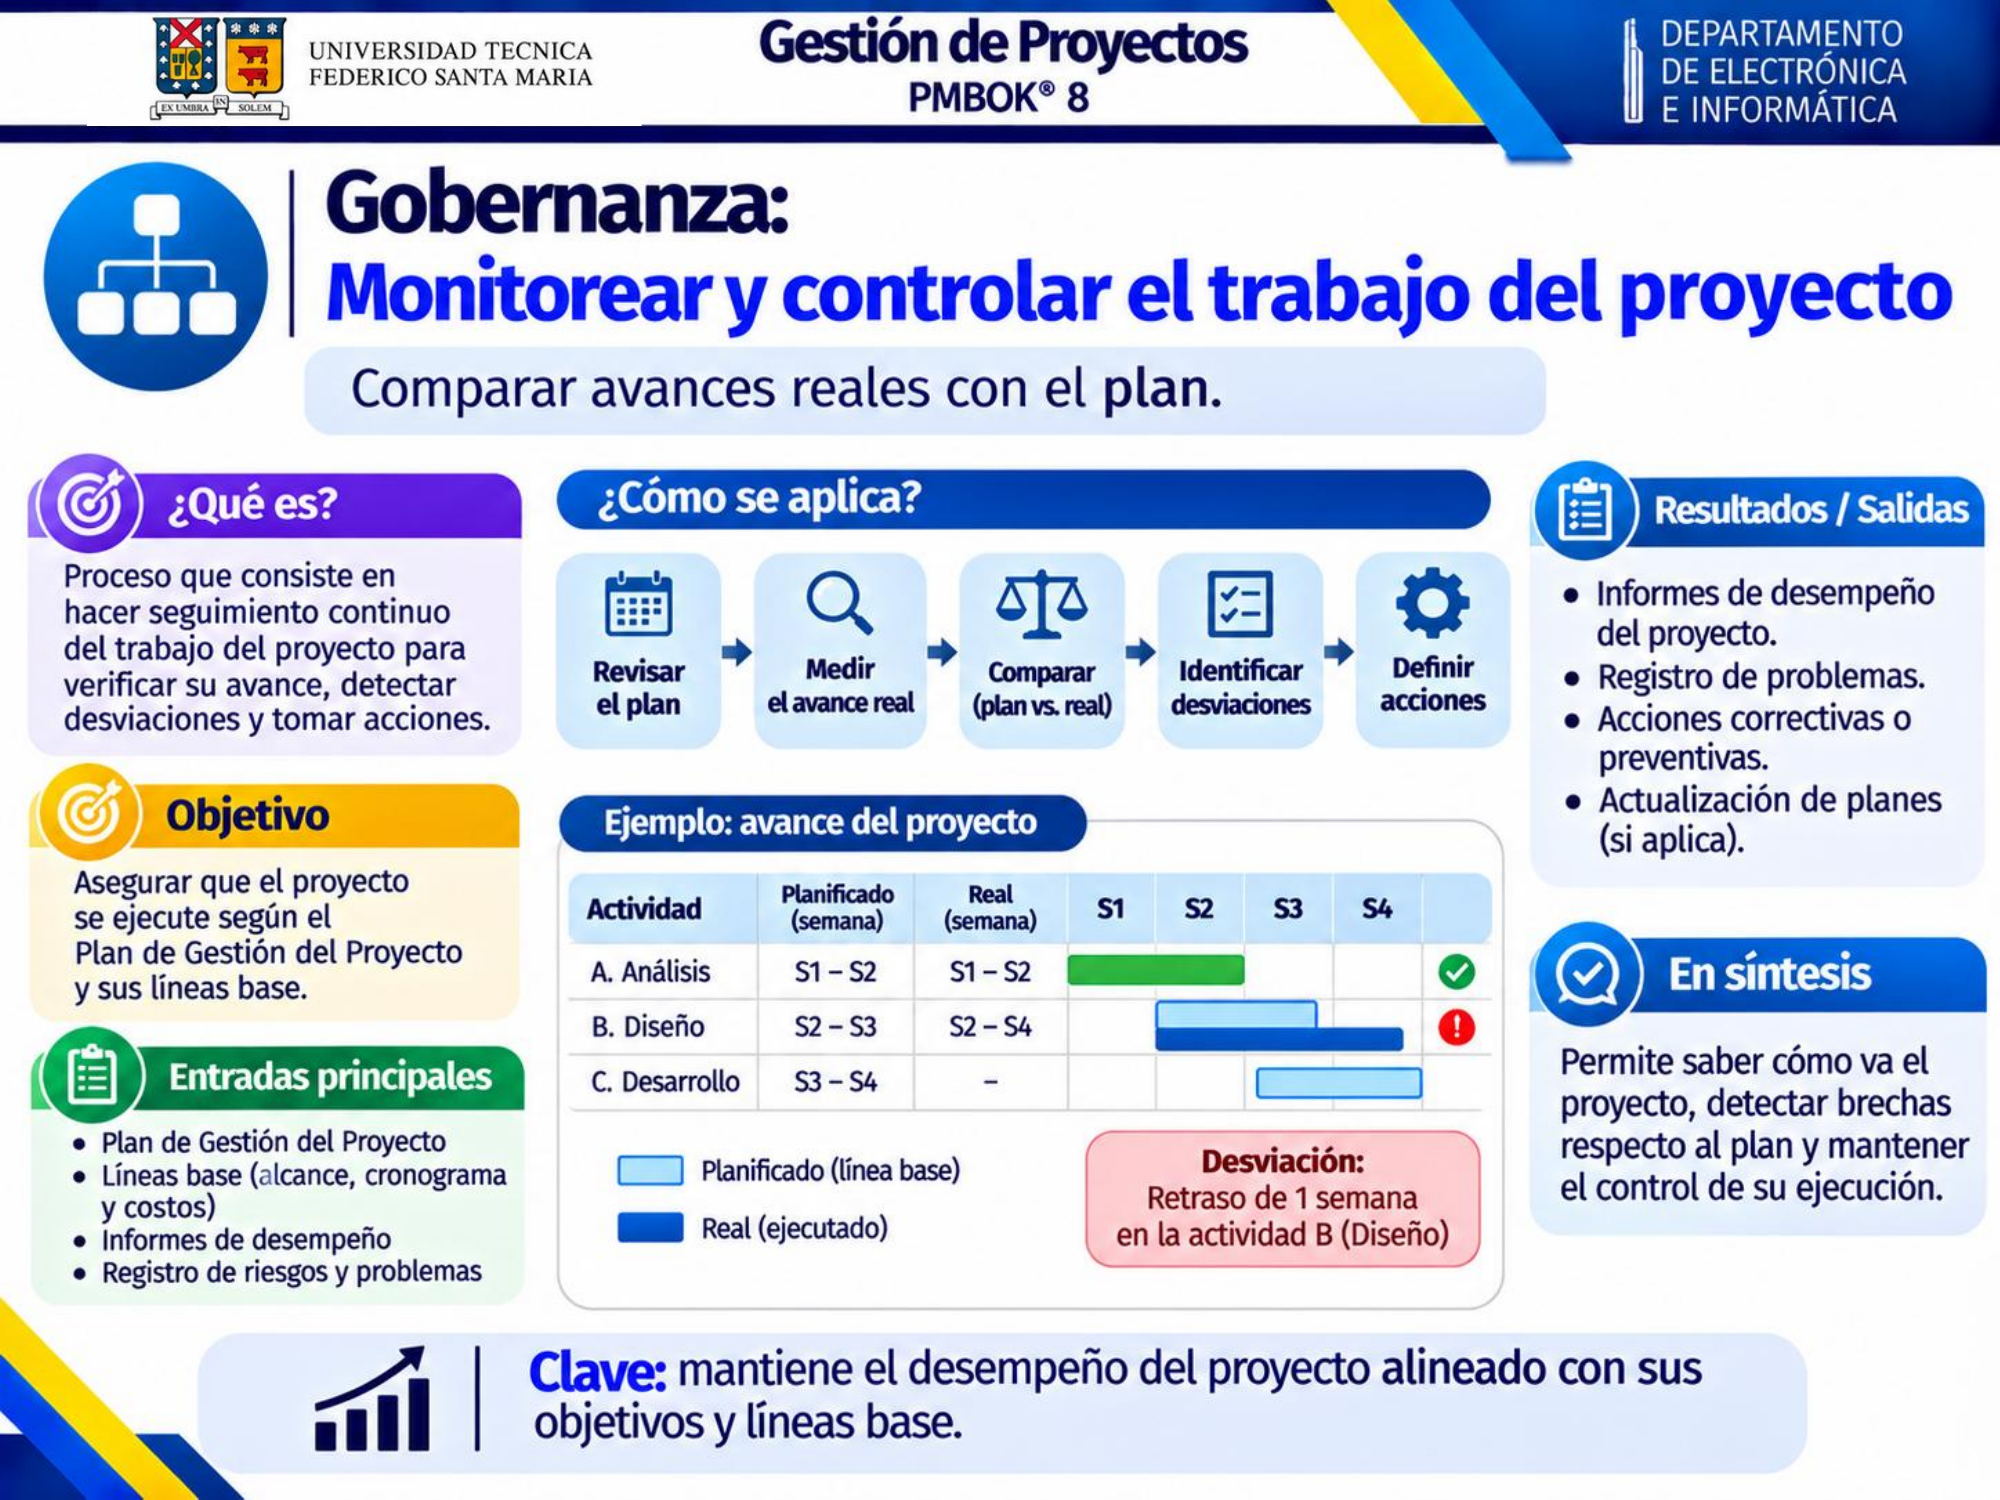 UNIVERSIDAD TECNICA
FEDERICO SANTA MARIA
EX UMBRA IN SOLEM
Gestión de Proyectos
PMBOK® 8
DEPARTAMENTO
DE ELECTRÓNICA
E INFORMÁTICA
Gobernanza:
Monitorear y controlar el trabajo del proyecto
Comparar avances reales con el plan.
¿Qué es?
Proceso que consiste en
hacer seguimiento continuo
del trabajo del proyecto para
verificar su avance, detectar
desviaciones y tomar acciones.
Objetivo
Asegurar que el proyecto
se ejecute según el
Plan de Gestión del Proyecto
y sus líneas base.
Entradas principales
• Plan de Gestión del Proyecto
• Líneas base (alcance, cronograma
y costos)
• Informes de desempeño
• Registro de riesgos y problemas
¿Cómo se aplica?
Revisar
el plan
Medir
el avance real
Comparar
(plan vs. real)
Identificar
desviaciones
Definir
acciones
Ejemplo: avance del proyecto
Actividad Planificado (semana) Real (semana) S1 S2 S3 S4
A. Análisis S1 – S2 S1 – S2
B. Diseño S2 – S3 S2 – S4 !
C. Desarrollo S3 – S4 –
Planificado (línea base)
Real (ejecutado)
Desviación:
Retraso de 1 semana
en la actividad B (Diseño)
Resultados / Salidas
• Informes de desempeño
del proyecto.
• Registro de problemas.
• Acciones correctivas o
preventivas.
• Actualización de planes
(si aplica).
En síntesis
Permite saber cómo va el
proyecto, detectar brechas
respecto al plan y mantener
el control de su ejecución.
Clave: mantiene el desempeño del proyecto alineado con sus
objetivos y líneas base.